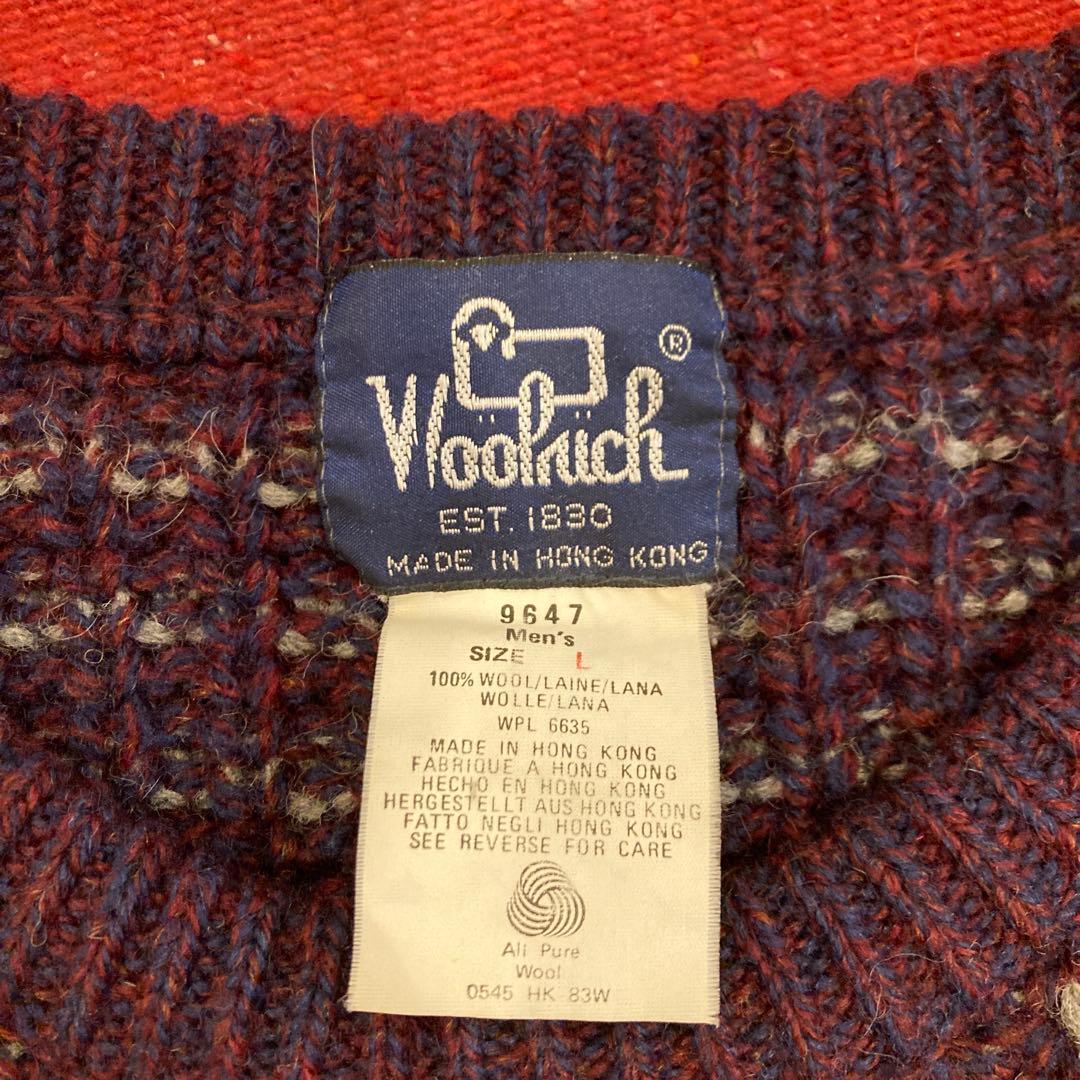 Woolrich ®
EST. 1830
MADE IN HONG KONG
9647
Men's
SIZE L
100% WOOL/LAINE/LANA
WOLLE/LANA
WPL 6635
MADE IN HONG KONG
FABRIQUE A HONG KONG
HECHO EN HONG KONG
HERGESTELLT AUS HONG KONG
FATTO NEGLI HONG KONG
SEE REVERSE FOR CARE
All Pure
Wool
0545 HK 83W